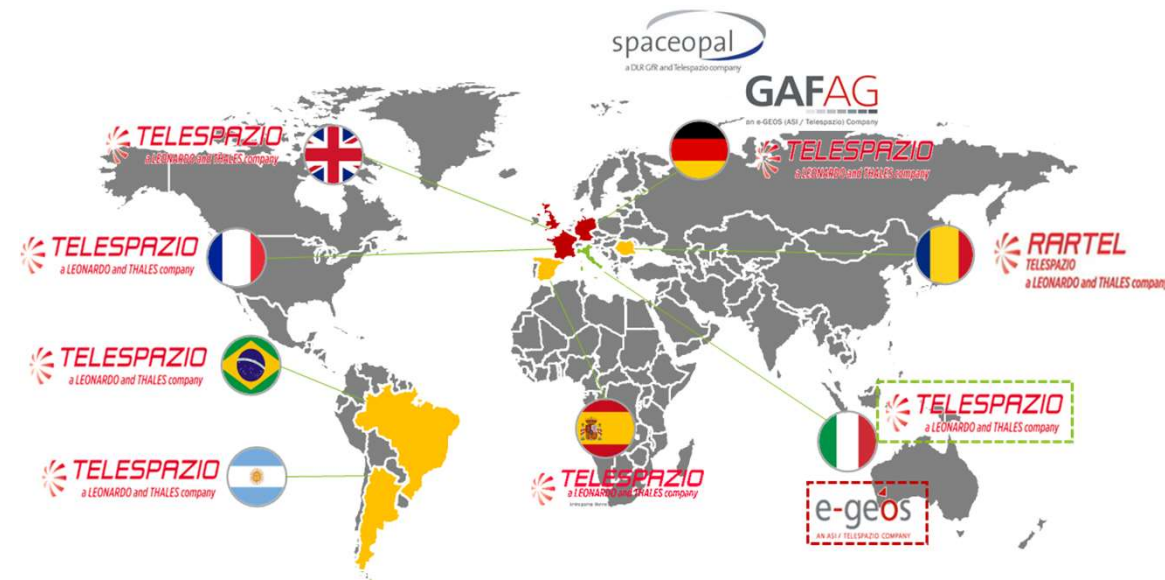 spaceopal
a DLR GfR and Telespazio company
GAFAG
an e-GEOS (ASI / Telespazio) Company
TELESPAZIO
a LEONARDO and THALES company
TELESPAZIO
a LEONARDO and THALES company
TELESPAZIO
a LEONARDO and THALES company
RARTEL
TELESPAZIO
a LEONARDO and THALES company
TELESPAZIO
a LEONARDO and THALES company
TELESPAZIO
a LEONARDO and THALES company
TELESPAZIO
a LEONARDO and THALES company
TELESPAZIO
a LEONARDO and THALES company
e-geos
AN ASI / TELESPAZIO COMPANY